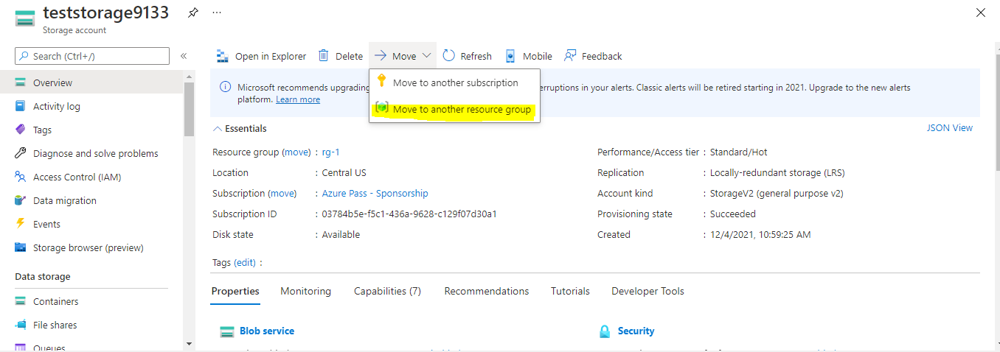 teststorage9133
...
Storage account
Search (Ctrl+/)
«
Open in Explorer
Delete
Move
Refresh
Mobile
Feedback
Move to another subscription
Move to another resource group
Microsoft recommends upgrading
erruptions in your alerts. Classic alerts will be retired starting in 2021. Upgrade to the new alerts
platform. Learn more
Overview
Activity log
Tags
Diagnose and solve problems
Access Control (IAM)
Data migration
Events
Storage browser (preview)
Data storage
Containers
File shares
Queues
Essentials
JSON View
Resource group (move) : rg-1
Location : Central US
Subscription (move) : Azure Pass - Sponsorship
Subscription ID : 03784b5e-f5c1-436a-9628-c129f07d30a1
Disk state : Available
Performance/Access tier : Standard/Hot
Replication : Locally-redundant storage (LRS)
Account kind : StorageV2 (general purpose v2)
Provisioning state : Succeeded
Created : 12/4/2021, 10:59:25 AM
Tags (edit) :
Properties
Monitoring
Capabilities (7)
Recommendations
Tutorials
Developer Tools
Blob service
Security